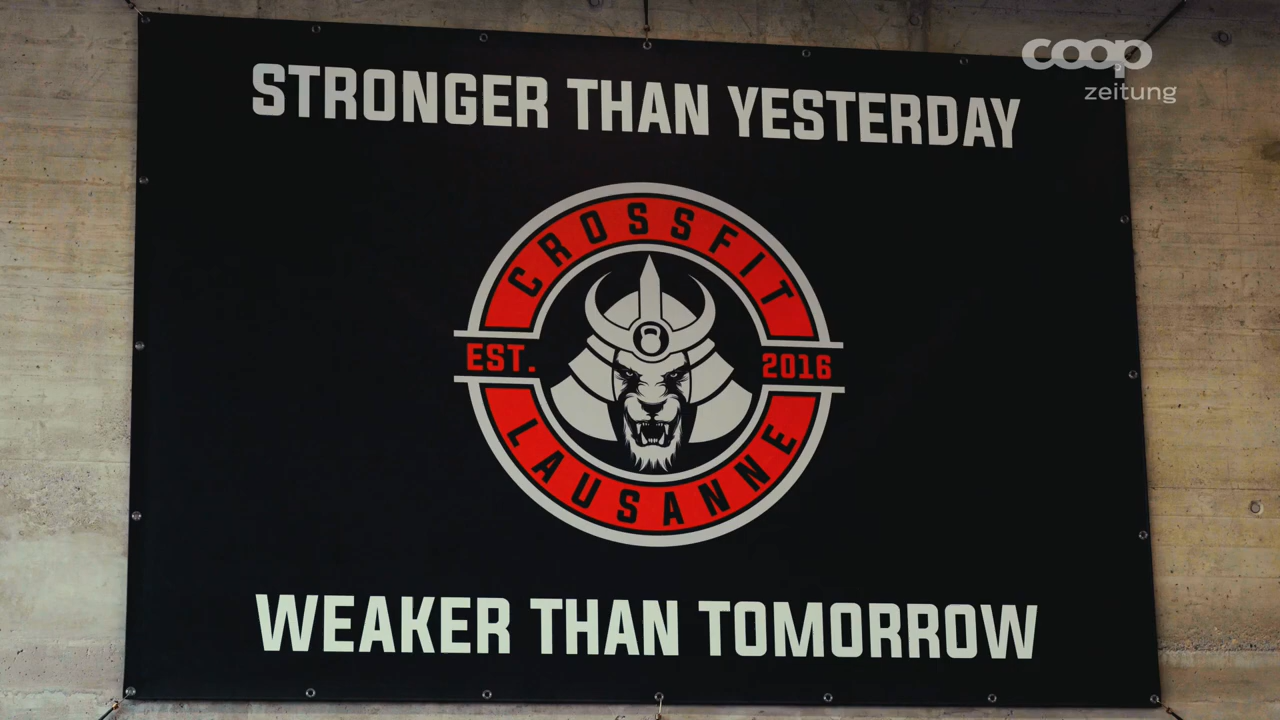 coop
zeitung
STRONGER THAN YESTERDAY
CROSSFIT
EST. 2016
LAUSANNE
WEAKER THAN TOMORROW